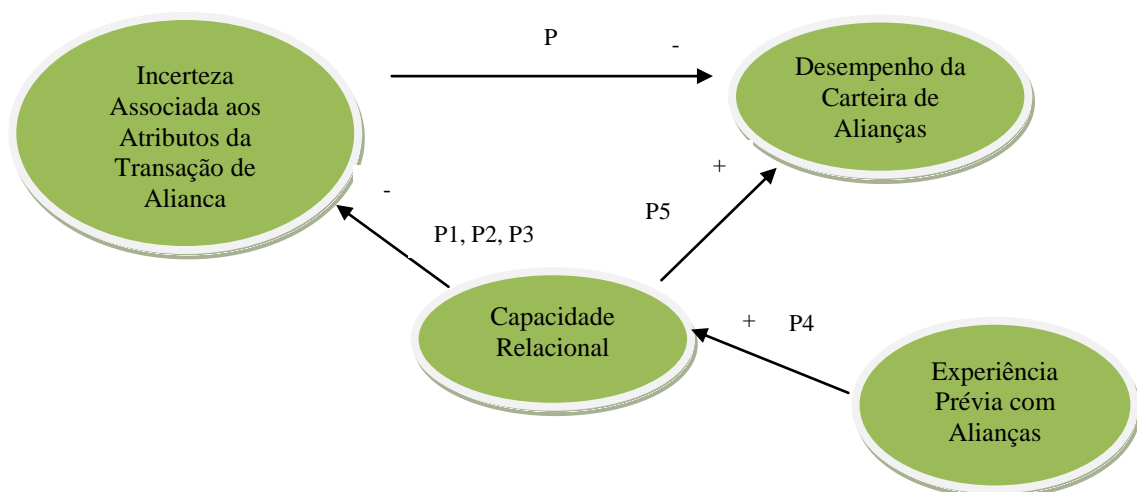 Incerteza
Associada aos
Atributos da
Transação de
Alianca
P
-
Desempenho da
Carteira de
Alianças
-
P1, P2, P3
+
P5
Capacidade
Relacional
+
P4
Experiência
Prévia com
Alianças